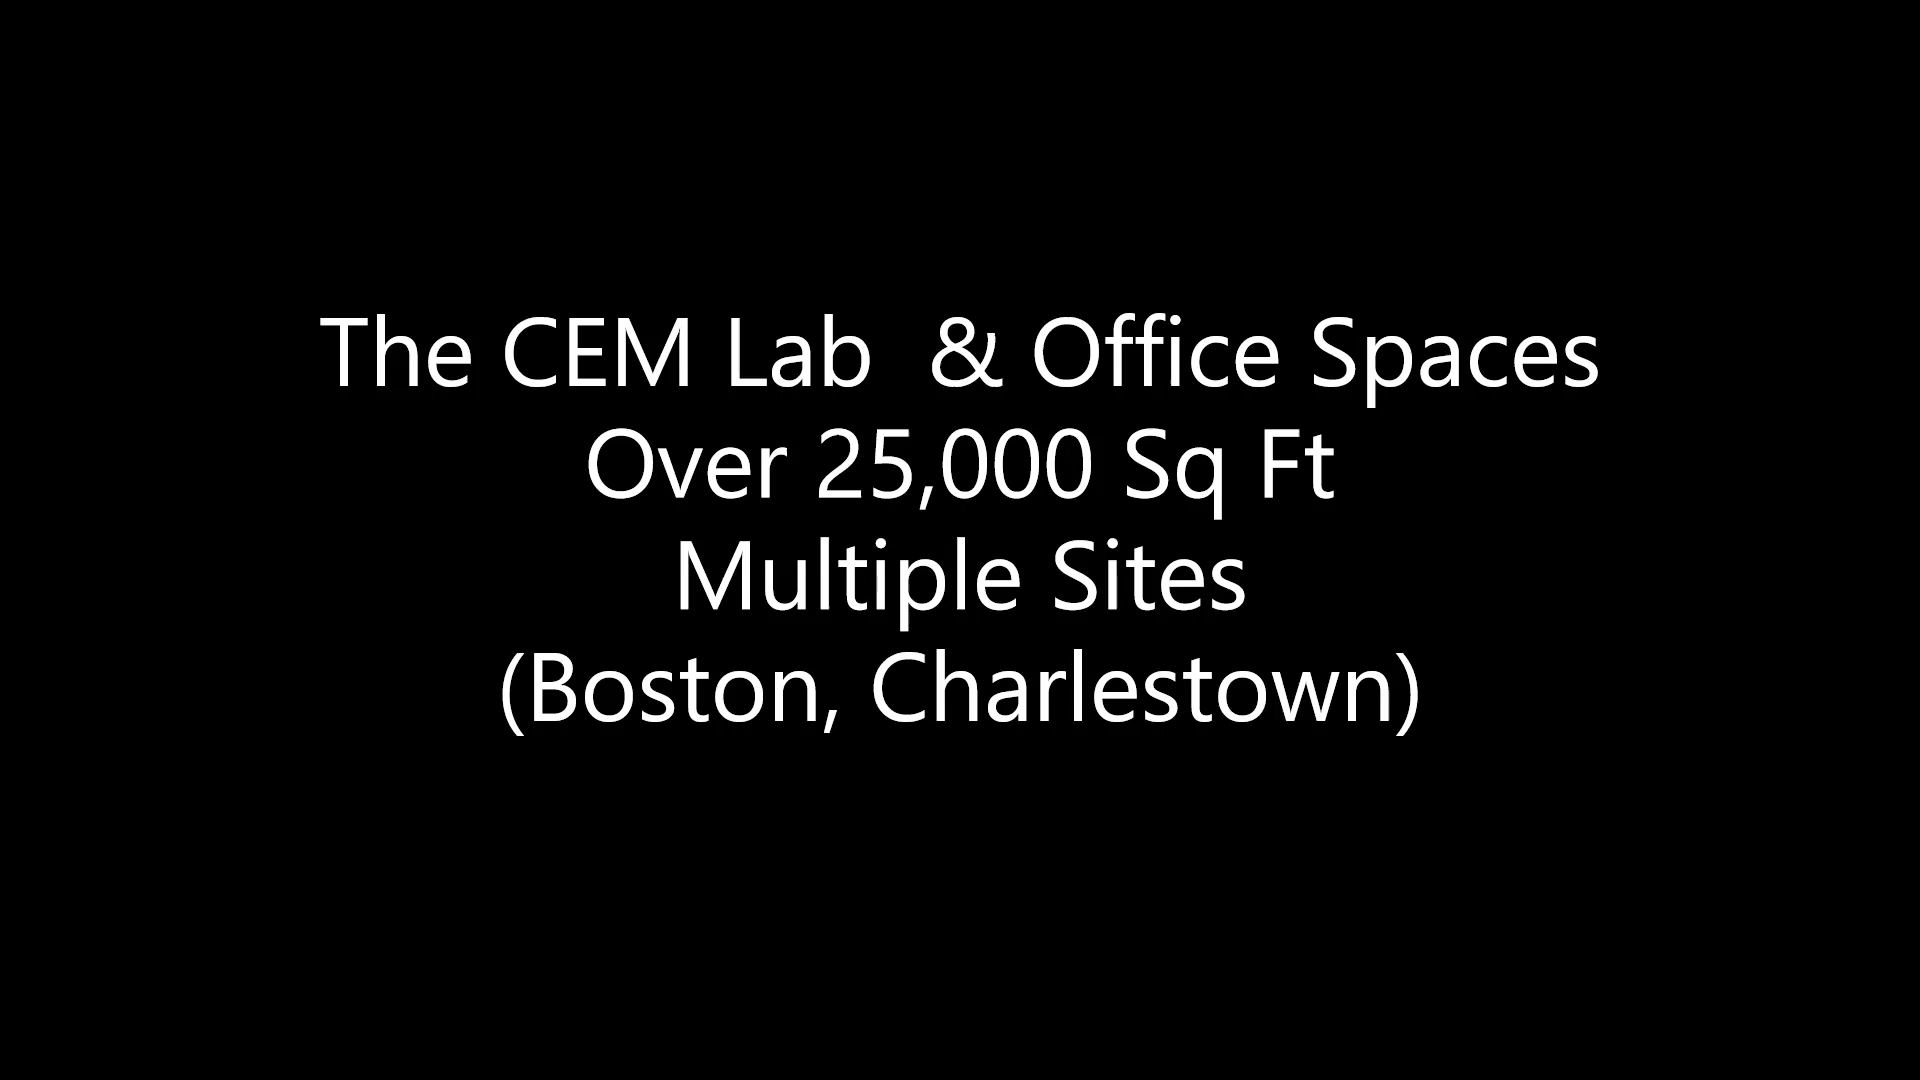 The CEM Lab  & Office Spaces
Over 25,000 Sq Ft
Multiple Sites
(Boston, Charlestown)